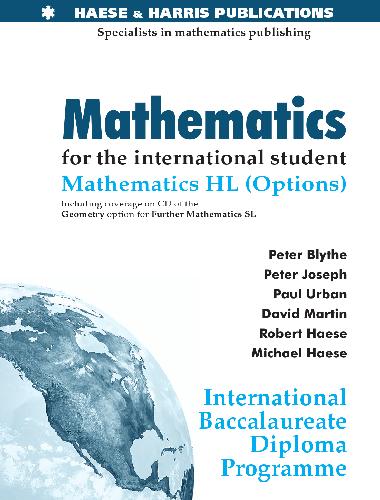 HAESE & HARRIS PUBLICATIONS
Specialists in mathematics publishing
Mathematics
for the international student
Mathematics HL (Options)
Including coverage on CD of the
Geometry option for Further Mathematics SL
Peter Blythe
Peter Joseph
Paul Urban
David Martin
Robert Haese
Michael Haese
International
Baccalaureate
Diploma
Programme